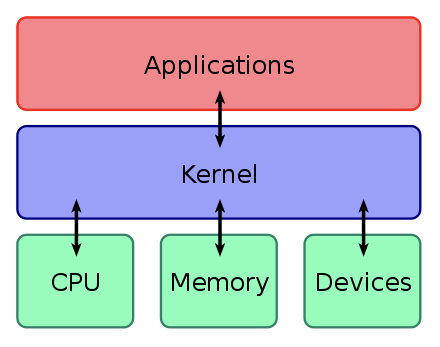 Applications
Kernel
CPU
Memory
Devices